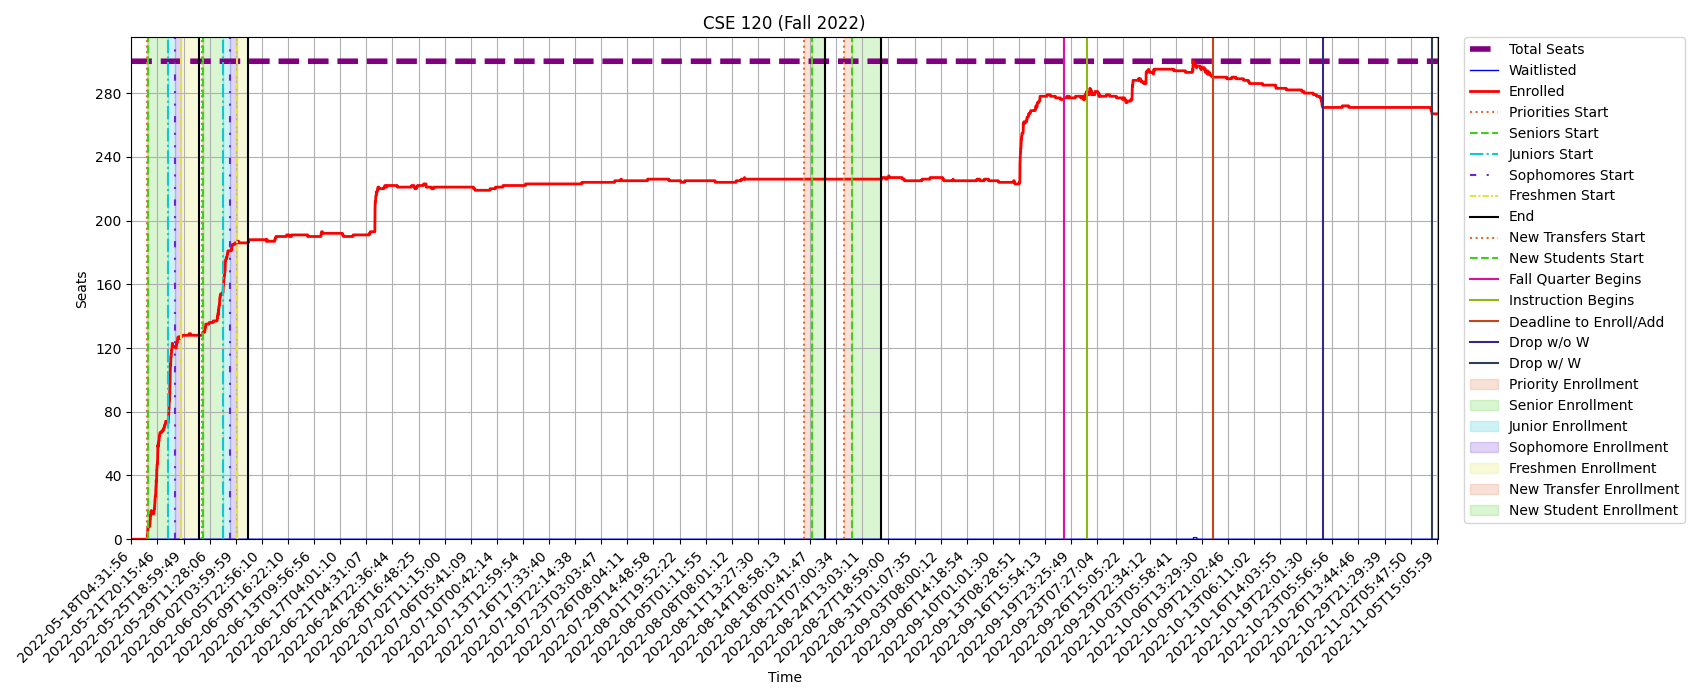 CSE 120 (Fall 2022)
Seats
280
240
200
160
120
80
40
0
2022-05-18T04:31:56
2022-05-21T20:15:46
2022-05-25T18:59:49
2022-05-29T11:28:06
2022-06-02T03:59:59
2022-06-05T22:56:10
2022-06-09T16:22:10
2022-06-13T09:56:56
2022-06-17T04:01:10
2022-06-21T04:31:07
2022-06-24T22:36:44
2022-06-28T16:48:25
2022-07-02T11:15:00
2022-07-06T05:41:09
2022-07-10T00:42:14
2022-07-13T12:59:54
2022-07-16T17:33:40
2022-07-19T22:14:38
2022-07-23T03:03:47
2022-07-26T08:04:11
2022-07-29T14:48:58
2022-08-01T19:52:22
2022-08-05T01:11:55
2022-08-08T08:01:12
2022-08-11T13:27:30
2022-08-14T18:58:13
2022-08-18T00:41:47
2022-08-21T07:00:34
2022-08-24T13:03:11
2022-08-27T18:59:00
2022-08-31T01:07:35
2022-09-03T08:00:12
2022-09-06T14:18:54
2022-09-10T01:01:30
2022-09-13T08:28:51
2022-09-16T15:54:13
2022-09-19T23:25:49
2022-09-23T07:27:04
2022-09-26T15:05:22
2022-09-29T22:34:12
2022-10-03T05:58:41
2022-10-06T13:29:30
2022-10-09T21:02:46
2022-10-13T06:11:02
2022-10-16T14:03:55
2022-10-19T22:01:30
2022-10-23T05:56:56
2022-10-26T13:44:46
2022-10-29T21:29:39
2022-11-02T05:47:50
2022-11-05T15:05:59
Time
Total Seats
Waitlisted
Enrolled
Priorities Start
Seniors Start
Juniors Start
Sophomores Start
Freshmen Start
End
New Transfers Start
New Students Start
Fall Quarter Begins
Instruction Begins
Deadline to Enroll/Add
Drop w/o W
Drop w/ W
Priority Enrollment
Senior Enrollment
Junior Enrollment
Sophomore Enrollment
Freshmen Enrollment
New Transfer Enrollment
New Student Enrollment